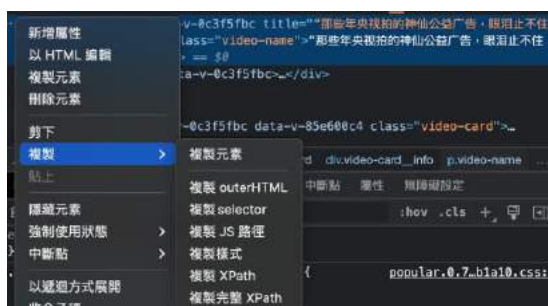 新增屬性
以 HTML 編輯
複製元素
刪除元素
剪下
複製
貼上
隱藏元素
強制使用狀態
中斷點
以遞迴方式展開
複製元素
複製 outerHTML
複製 selector
複製 JS 路徑
複製樣式
複製 XPath
複製完整 XPath
v-0c3f5fbc title="那些年央視拍的神仙公益广告，眼泪止不住
lass="video-name">"那些年央視拍的神仙公益广告，眼泪止不住
== $0
a-v-0c3f5fbc>…</div>
-0c3f5fbc data-v-85e600c4 class="video-card">…
rd div.video-card__info p.video-name
中斷點 屬性 無障礙設定
:hov .cls +
{ popular.0.7…b1a10.css: